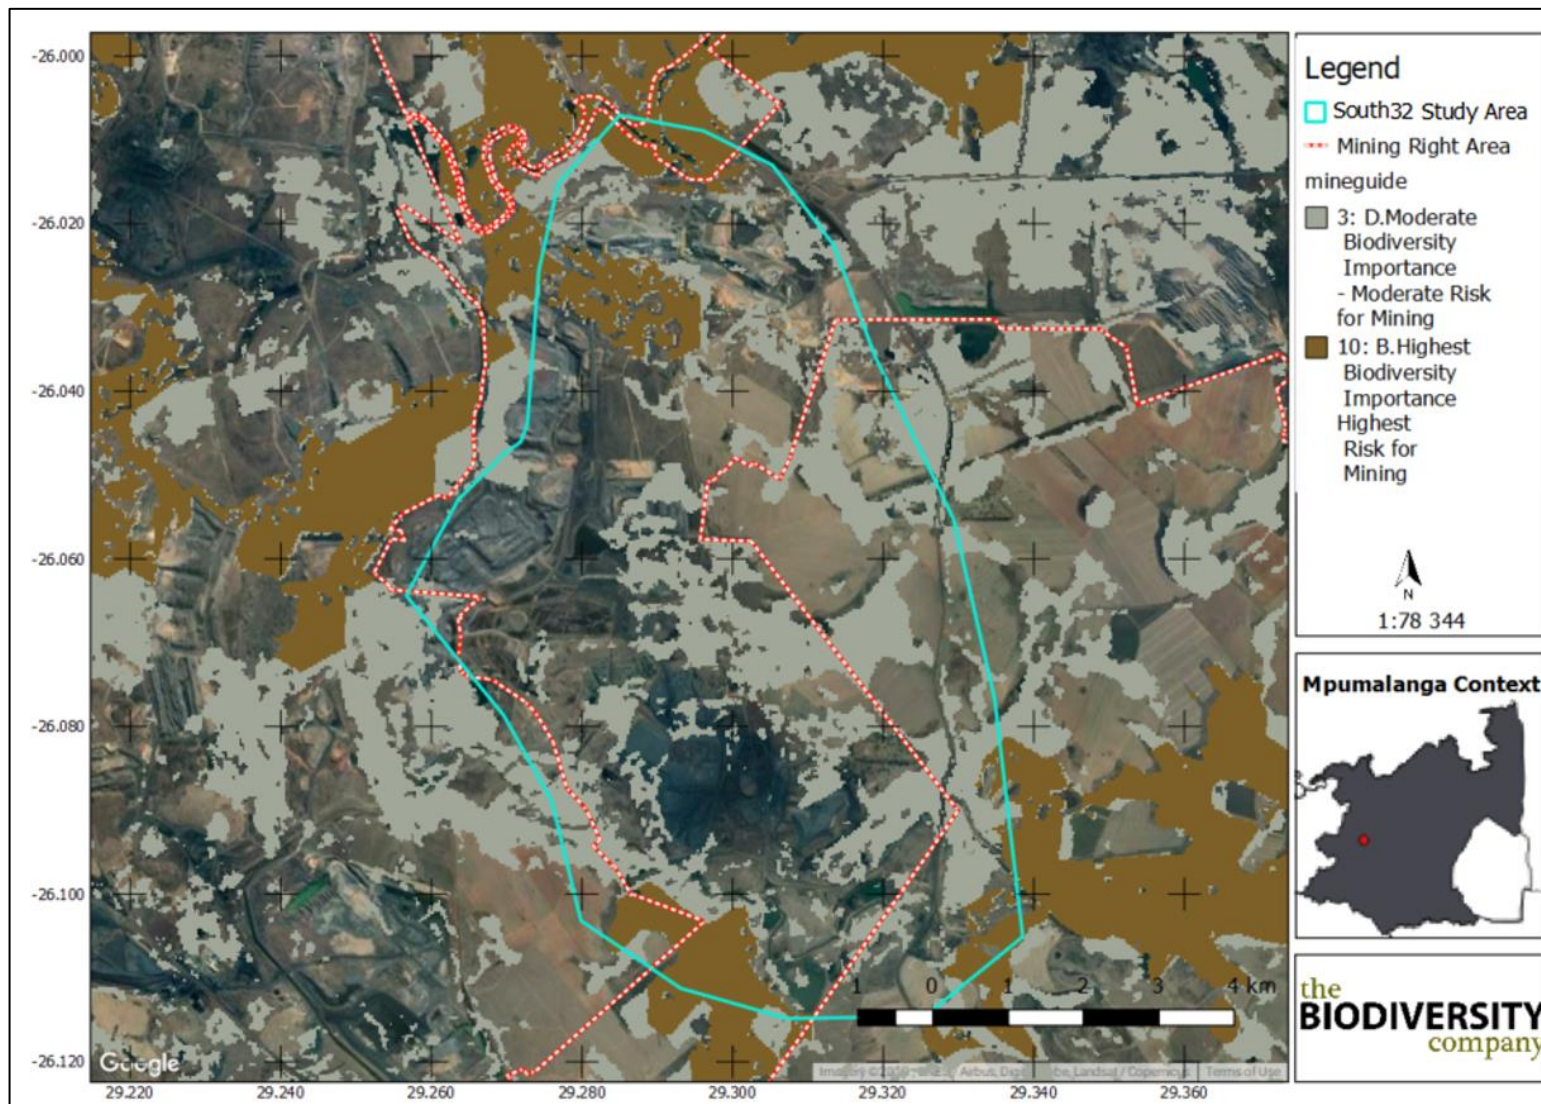 -26.000
-26.020
-26.040
-26.060
-26.080
-26.100
-26.120
29.220
29.240
29.260
29.280
29.300
29.320
29.340
29.360
Google
1 0 1 2 3 4 km
Terms of Use
Legend
South32 Study Area
Mining Right Area
mineguide
3: D.Moderate
Biodiversity
Importance
- Moderate Risk
for Mining
10: B.Highest
Biodiversity
Importance
Highest
Risk for
Mining
N
1:78 344
Mpumalanga Context
the
BIODIVERSITY
company